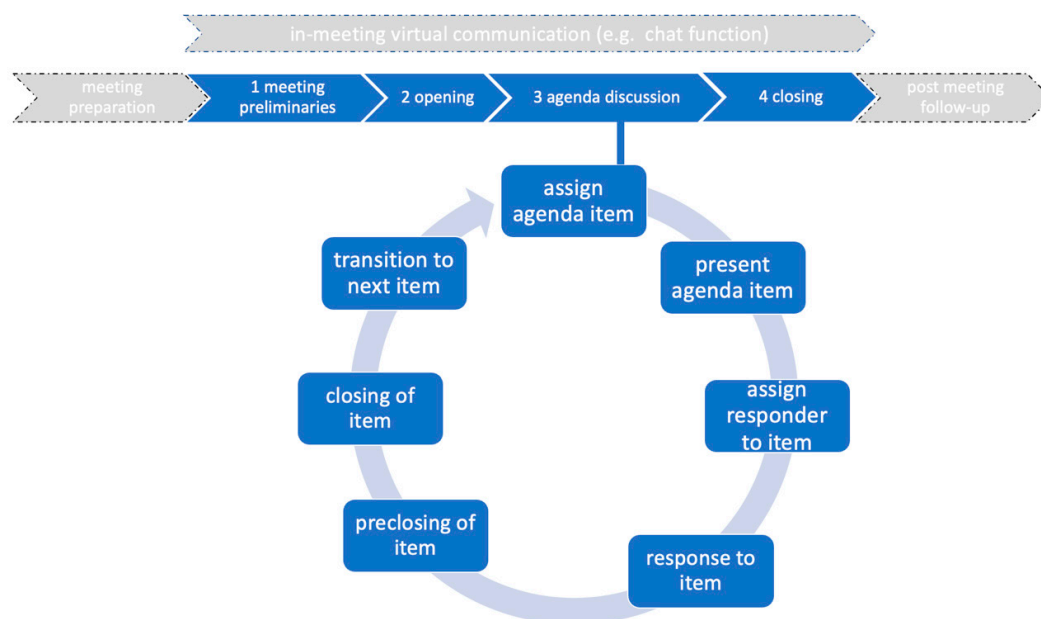 in-meeting virtual communication (e.g. chat function)
meeting
preparation
1 meeting
preliminaries
2 opening
3 agenda discussion
4 closing
post meeting
follow-up
assign
agenda item
present
agenda item
assign
responder
to item
response to
item
preclosing of
item
closing of
item
transition to
next item